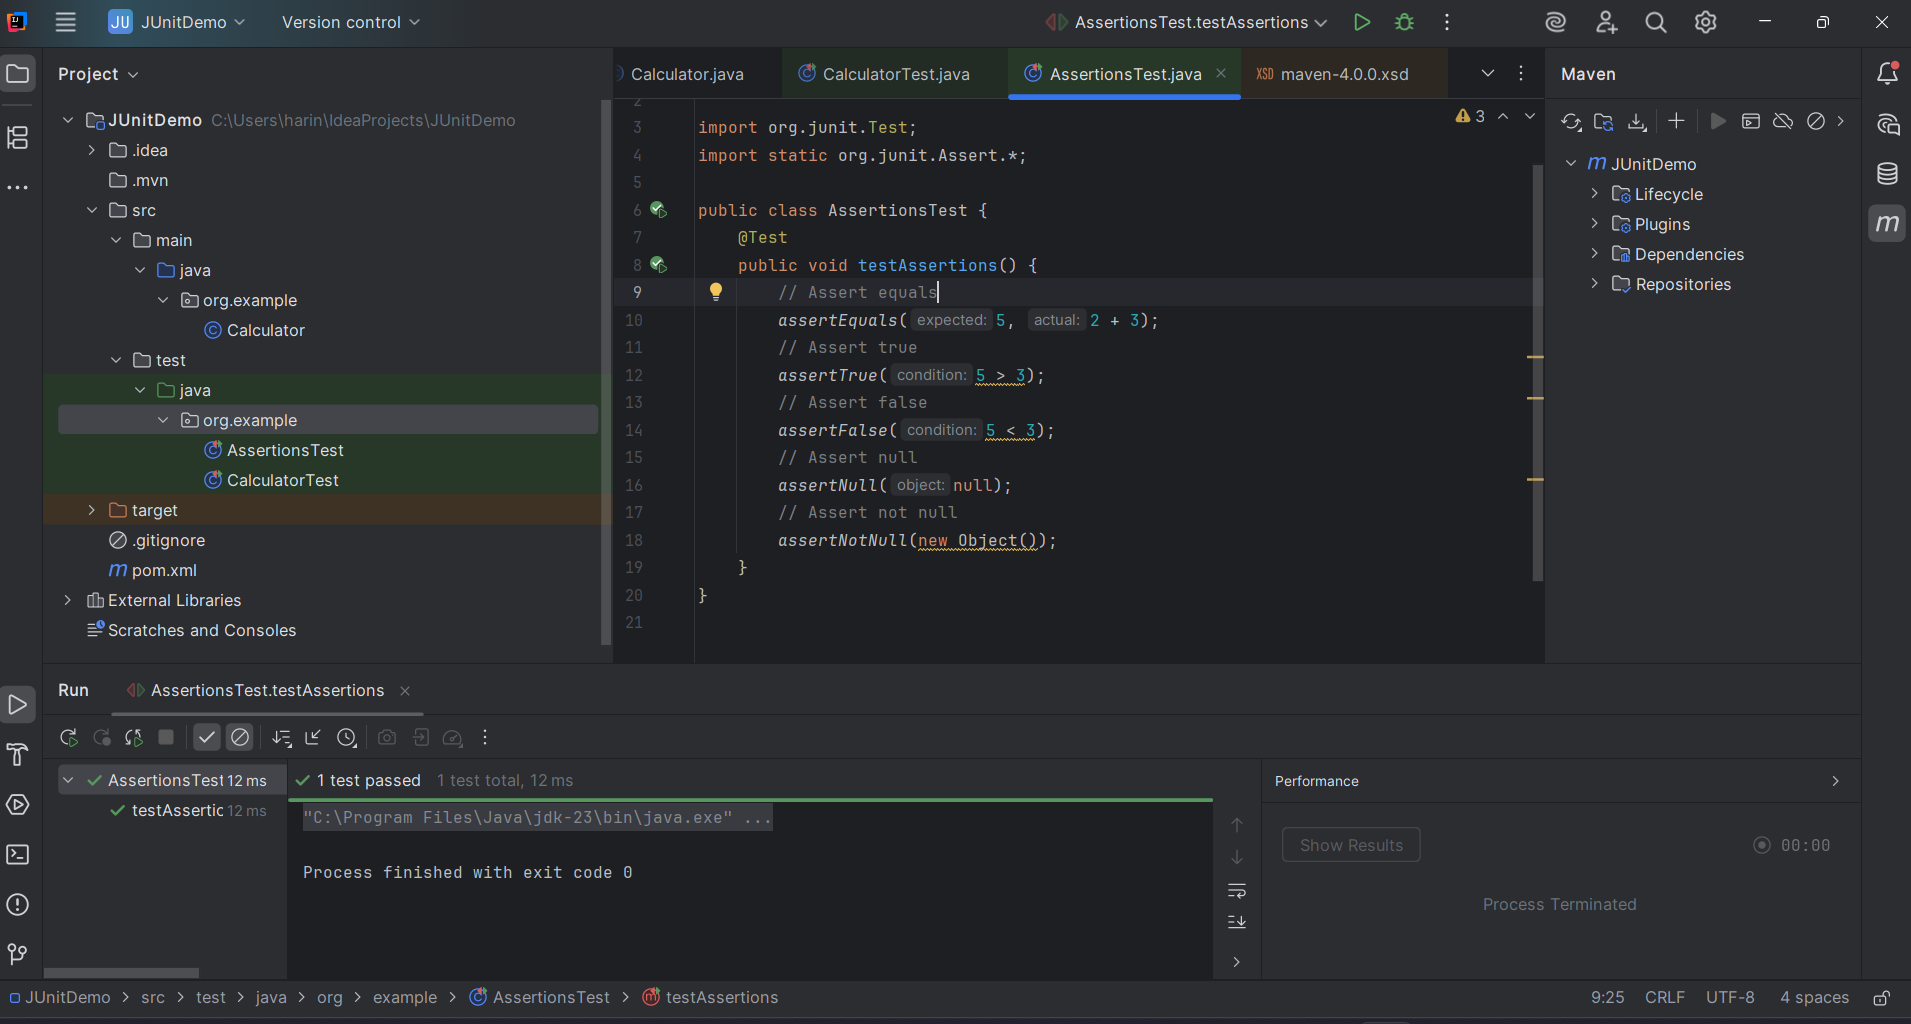 JU JUnitDemo Version control AssertionsTest.testAssertions
Project
JUnitDemo C:\Users\harin\IdeaProjects\JUnitDemo
.idea
.mvn
src
main
java
org.example
Calculator
test
java
org.example
AssertionsTest
CalculatorTest
target
.gitignore
m pom.xml
External Libraries
Scratches and Consoles
Calculator.java CalculatorTest.java AssertionsTest.java XSD maven-4.0.0.xsd
3
2
3 import org.junit.Test;
4 import static org.junit.Assert.*;
5
6 public class AssertionsTest {
7 @Test
8 public void testAssertions() {
9 // Assert equals
10 assertEquals( expected: 5, actual: 2 + 3);
11 // Assert true
12 assertTrue( condition: 5 > 3);
13 // Assert false
14 assertFalse( condition: 5 < 3);
15 // Assert null
16 assertNull( object: null);
17 // Assert not null
18 assertNotNull(new Object());
19 }
20 }
21
Maven
m JUnitDemo
Lifecycle
Plugins
Dependencies
Repositories
m
Run AssertionsTest.testAssertions
AssertionsTest 12 ms
testAssertic 12 ms
1 test passed 1 test total, 12 ms
"C:\Program Files\Java\jdk-23\bin\java.exe" ...
Process finished with exit code 0
Performance
Show Results 00:00
Process Terminated
JUnitDemo > src > test > java > org > example > AssertionsTest > testAssertions
9:25 CRLF UTF-8 4 spaces